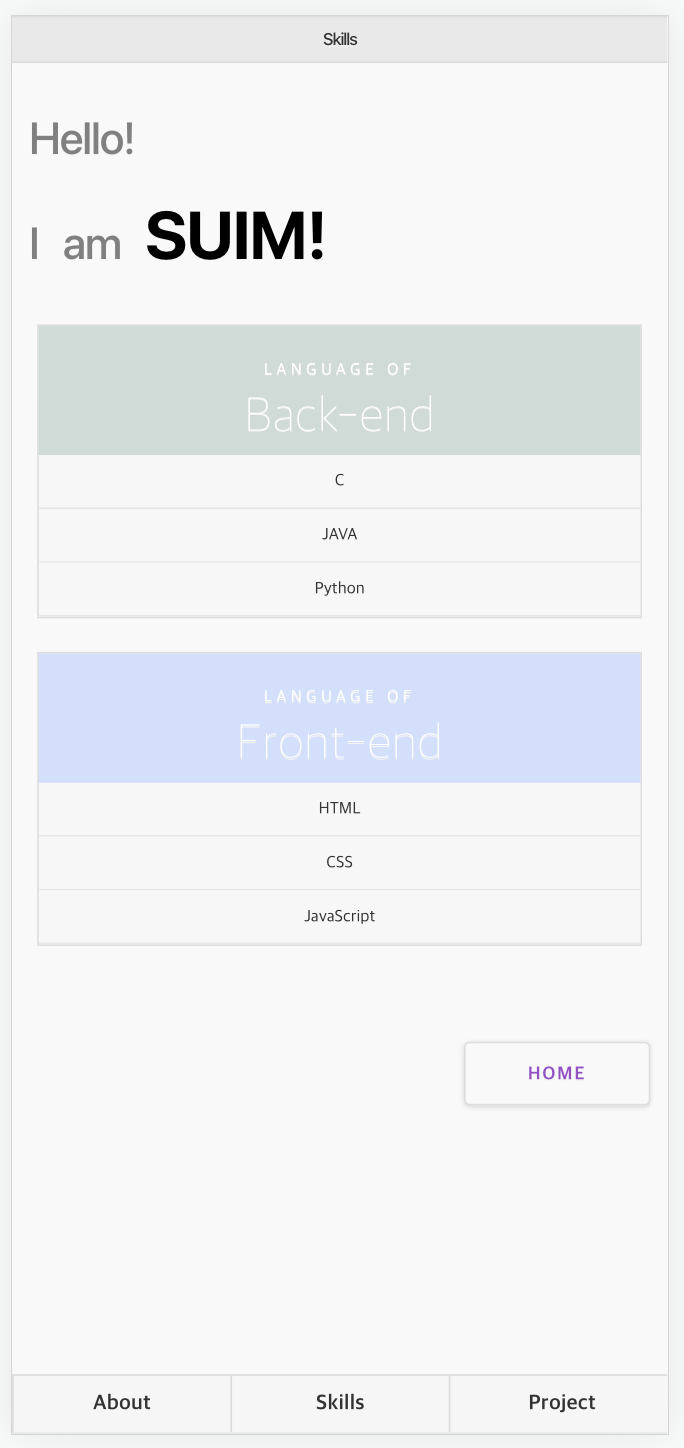 Skills
Hello!
I am SUIM!
LANGUAGE OF
Back-end
C
JAVA
Python
LANGUAGE OF
Front-end
HTML
CSS
JavaScript
HOME
About Skills Project